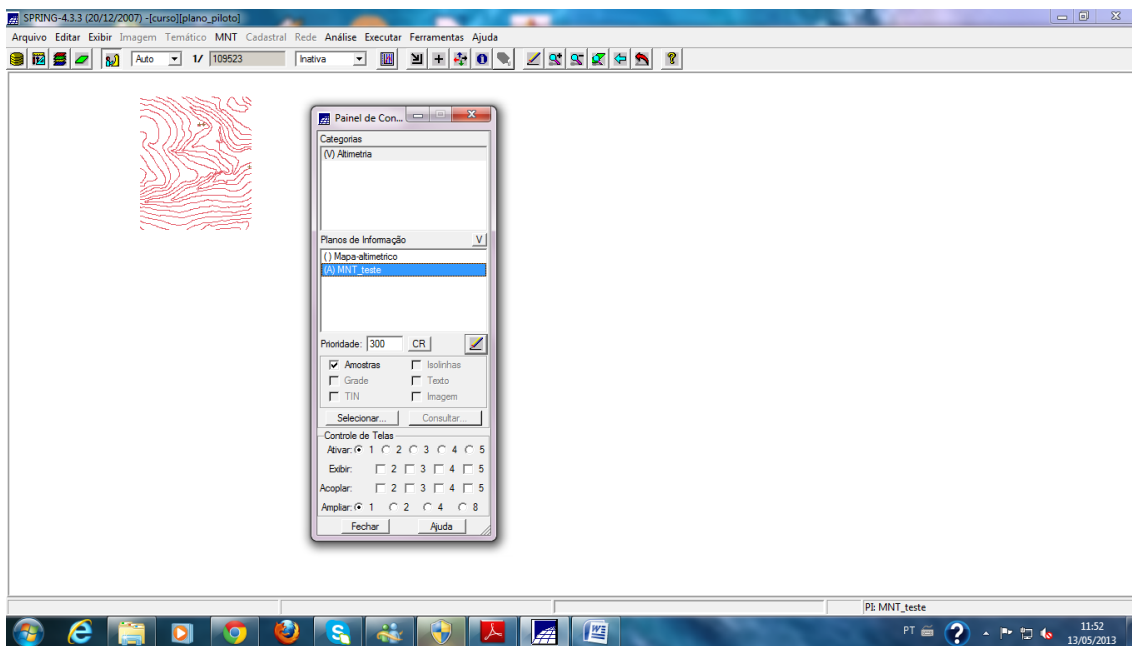 SPRING-4.3.3 (20/12/2007) -[curso][plano_piloto]
Arquivo Editar Exibir Imagem Temático MNT Cadastral Rede Análise Executar Ferramentas Ajuda
Auto 1/ 109523 Inativa
Painel de Con...
Categorias
(V) Altimetria
Planos de Informação V
( ) Mapa-altimetrico
(A) MNT_teste
Prioridade: 300 CR
Amostras Isolinhas
Grade Texto
TIN Imagem
Selecionar... Consultar...
Controle de Telas
Ativar: 1 2 3 4 5
Exibir: 2 3 4 5
Acoplar: 2 3 4 5
Ampliar: 1 2 4 8
Fechar Ajuda
PI: MNT_teste
PT 11:52
13/05/2013